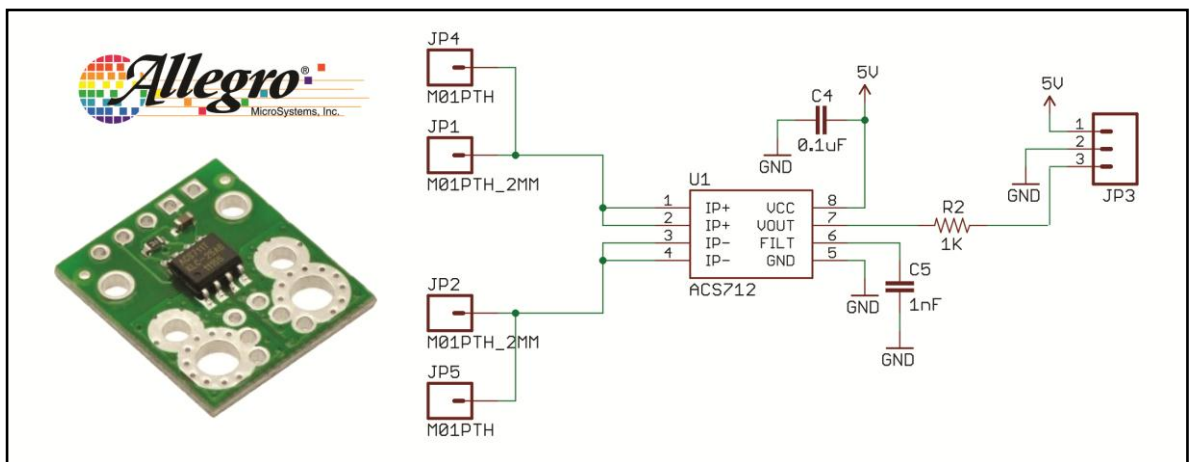 Allegro®
MicroSystems, Inc.
JP4
M01PTH
JP1
M01PTH_2MM
JP2
M01PTH_2MM
JP5
M01PTH
5V
C4
0.1uF
GND
U1
1 IP+ VCC 8
2 IP+ VOUT 7
3 IP- FILT 6
4 IP- GND 5
ACS712
GND
C5
1nF
GND
R2
1K
5V
1
2
3
GND
JP3